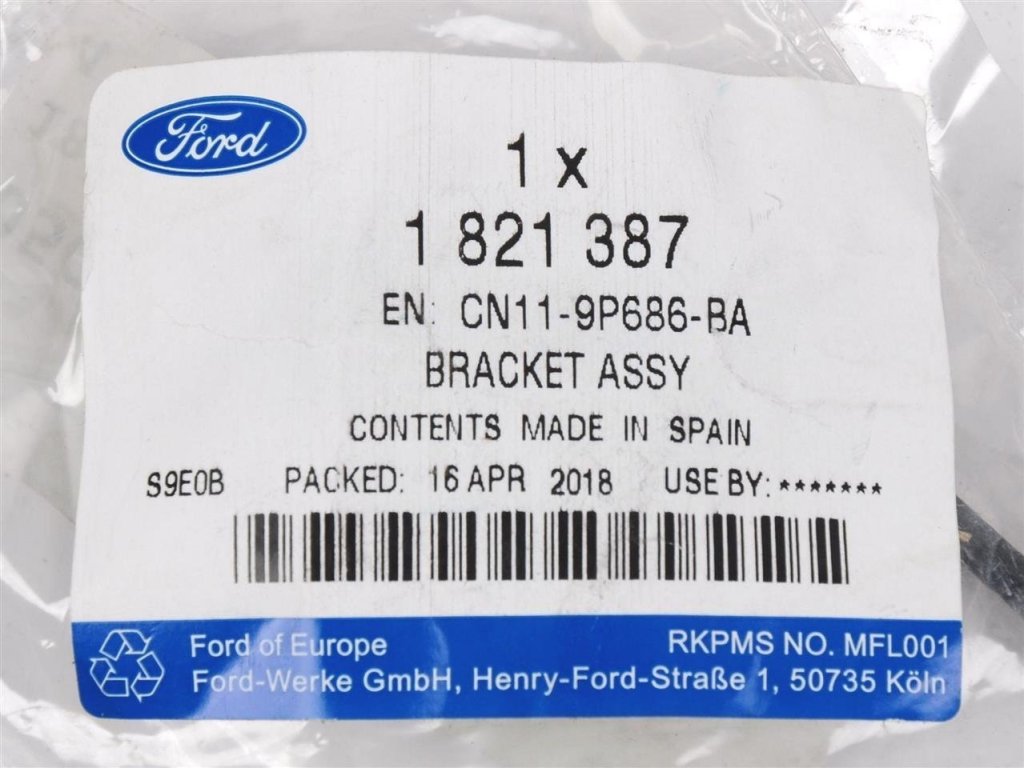 Ford
1 x
1 821 387
EN: CN11-9P686-BA
BRACKET ASSY
CONTENTS MADE IN SPAIN
S9E0B PACKED: 16 APR 2018 USE BY: *******
Ford of Europe RKPMS NO. MFL001
Ford-Werke GmbH, Henry-Ford-Straße 1, 50735 Köln